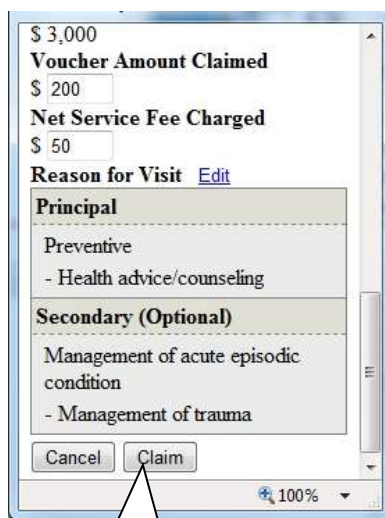 $ 3,000
Voucher Amount Claimed
$ 200
Net Service Fee Charged
$ 50
Reason for Visit Edit
Principal
Preventive
- Health advice/counseling
Secondary (Optional)
Management of acute episodic
condition
- Management of trauma
Cancel Claim
100%